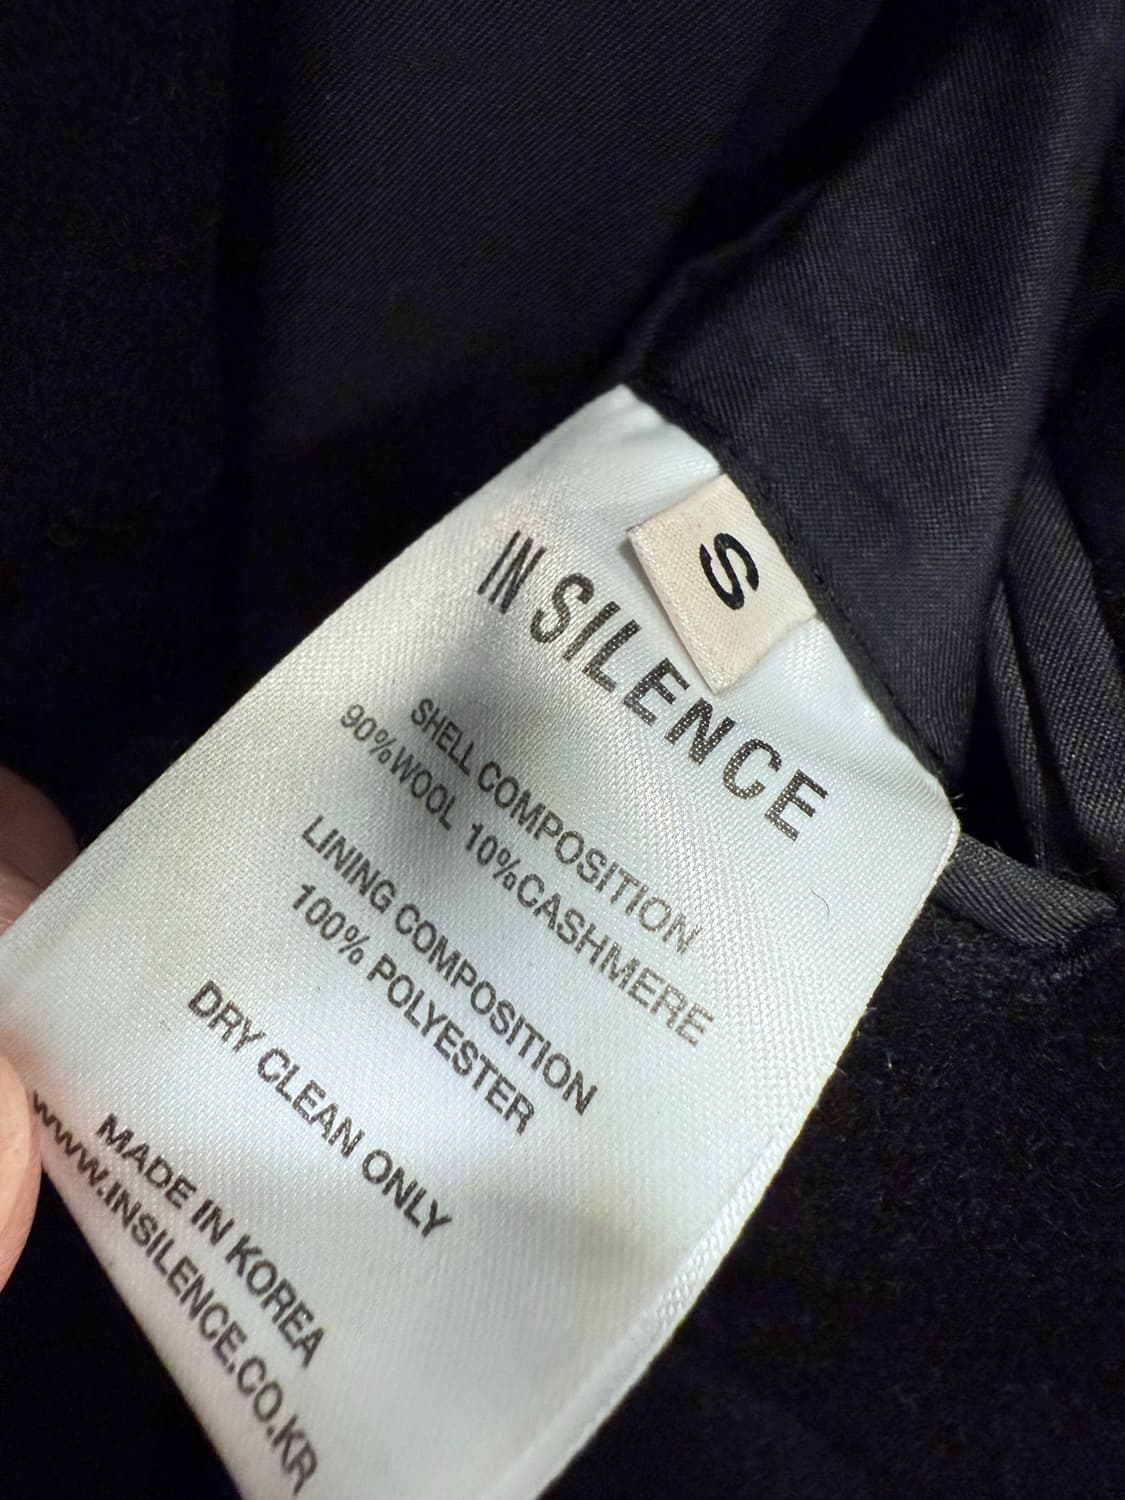 S
IN SILENCE
SHELL COMPOSITION
90%WOOL 10%CASHMERE
LINING COMPOSITION
100% POLYESTER
DRY CLEAN ONLY
MADE IN KOREA
www.INSILENCE.CO.KR